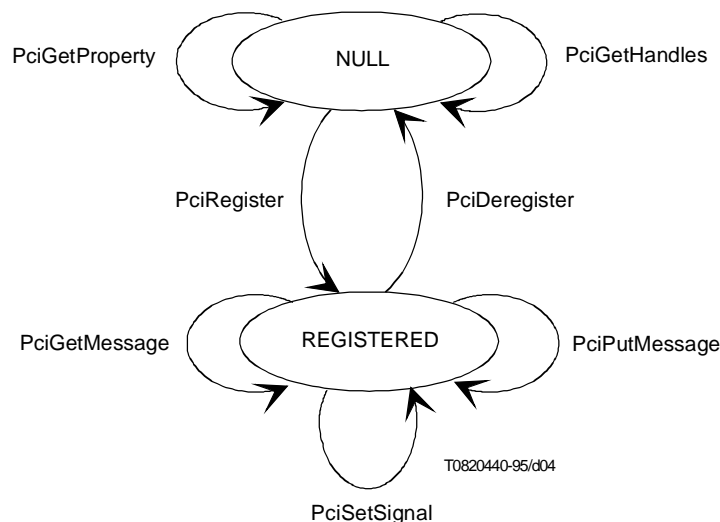 NULL
PciGetProperty
PciGetHandles
PciRegister
PciDeregister
REGISTERED
PciGetMessage
PciPutMessage
T0820440-95/d04
PciSetSignal